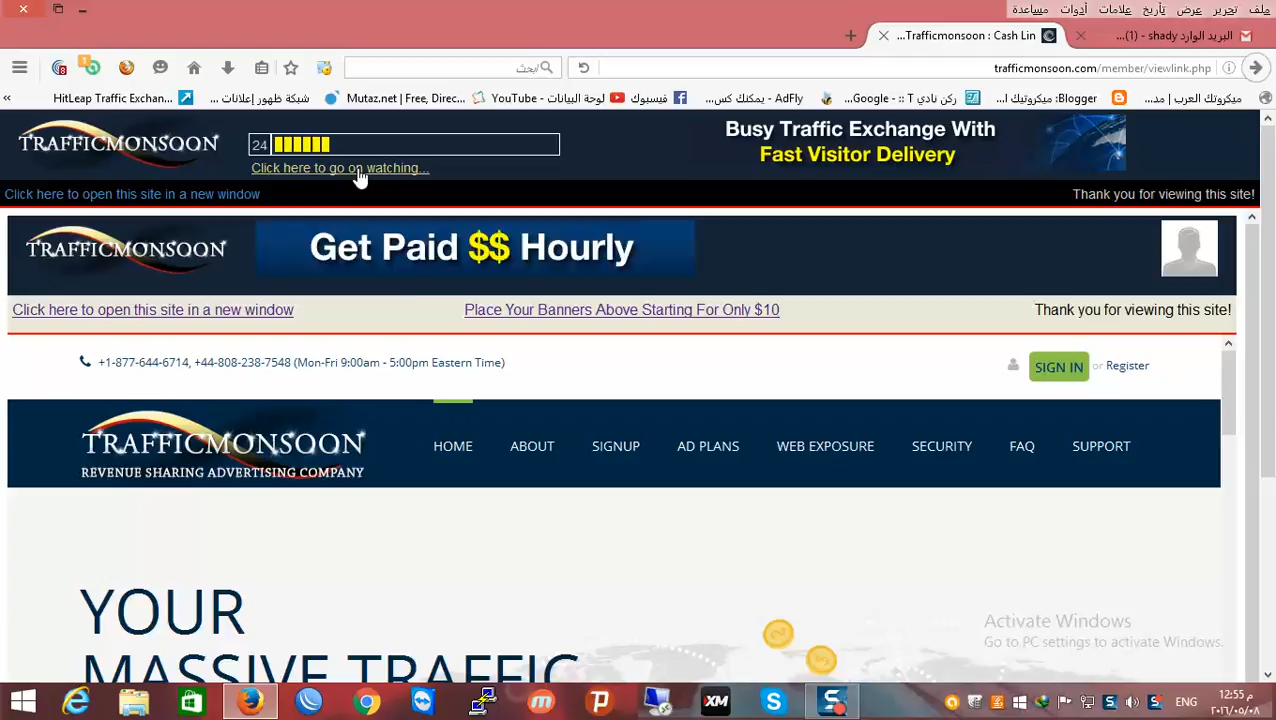 ملف تحرير عرض تأريخ علامات أدوات مساعدة
...Trafficmonsoon : Cash Lin
البريد الوارد (1) - shady...
ابحث
trafficmonsoon.com/member/viewlink.php
HitLeap Traffic Exchan...
شبكة ظهور إعلانات ...
Mutaz.net | Free, Direc...
لوحة البيانات - YouTube
فيسبوك
AdFly - يمكنك كس...
ركن نادي Google - :: T...
Blogger: ميكروتيك ا...
ميكروتك العرب | مد...
TRAFFICMONSOON
24
Click here to go on watching...
Busy Traffic Exchange With
Fast Visitor Delivery
Click here to open this site in a new window
Thank you for viewing this site!
TRAFFICMONSOON
Get Paid $$ Hourly
Click here to open this site in a new window
Place Your Banners Above Starting For Only $10
Thank you for viewing this site!
+1-877-644-6714, +44-808-238-7548 (Mon-Fri 9:00am - 5:00pm Eastern Time)
SIGN IN or Register
TRAFFICMONSOON
REVENUE SHARING ADVERTISING COMPANY
HOME ABOUT SIGNUP AD PLANS WEB EXPOSURE SECURITY FAQ SUPPORT
YOUR
MASSIVE TRAFFIC
Activate Windows
Go to PC settings to activate Windows.
XM
ENG
12:55 م
٢٠١٦/٠٥/٠٨